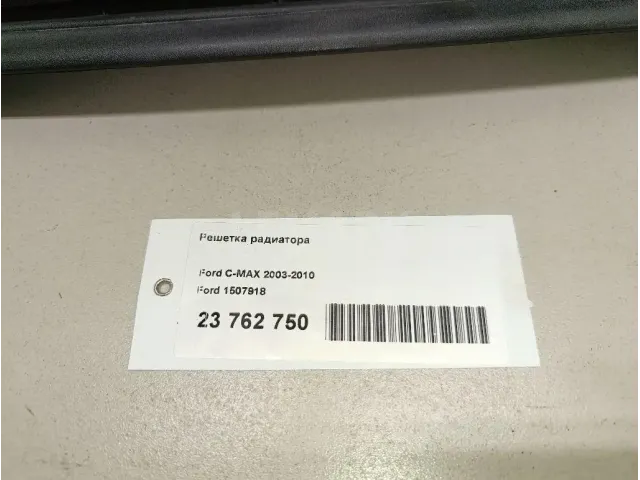 Решетка радиатора
Ford C-MAX 2003-2010
Ford 1507918
23 762 750